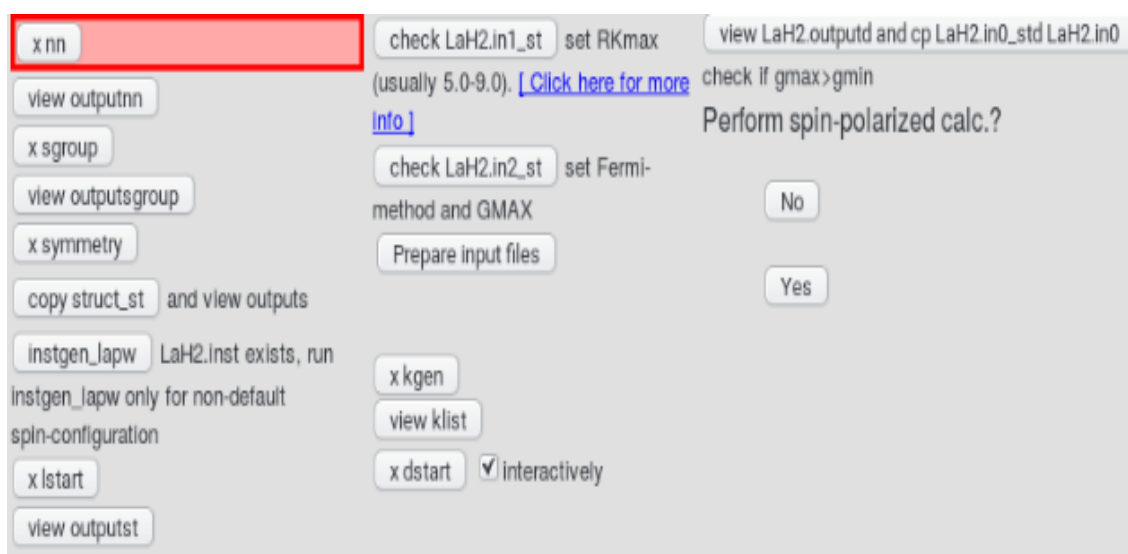 x nn
view outputnn
x sgroup
view outputsgroup
x symmetry
copy struct_st and view outputs
instgen_lapw LaH2.inst exists, run
instgen_lapw only for non-default
spin-configuration
x lstart
view outputst
check LaH2.in1_st set RKmax
(usually 5.0-9.0). [ Click here for more
info ]
check LaH2.in2_st set Fermi-
method and GMAX
Prepare input files
x kgen
view klist
x dstart interactively
view LaH2.outputd and cp LaH2.in0_std LaH2.in0
check if gmax>gmin
Perform spin-polarized calc.?
No
Yes